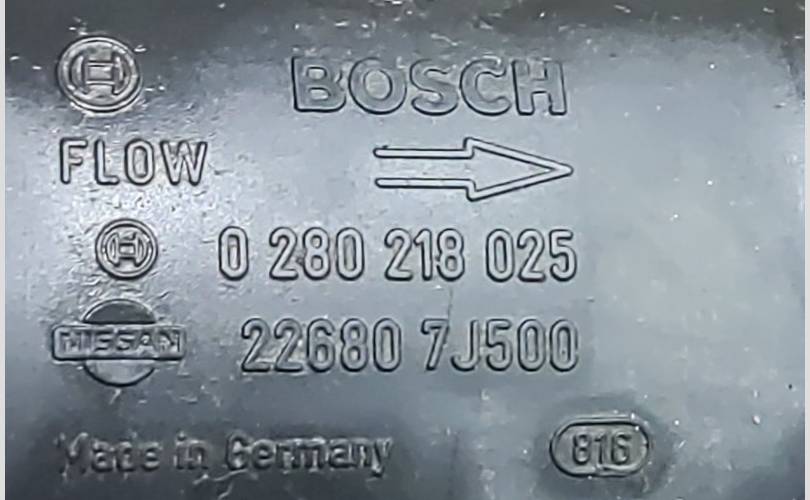 BOSCH
FLOW
0 280 218 025
NISSAN 22680 7J500
Made in Germany 816